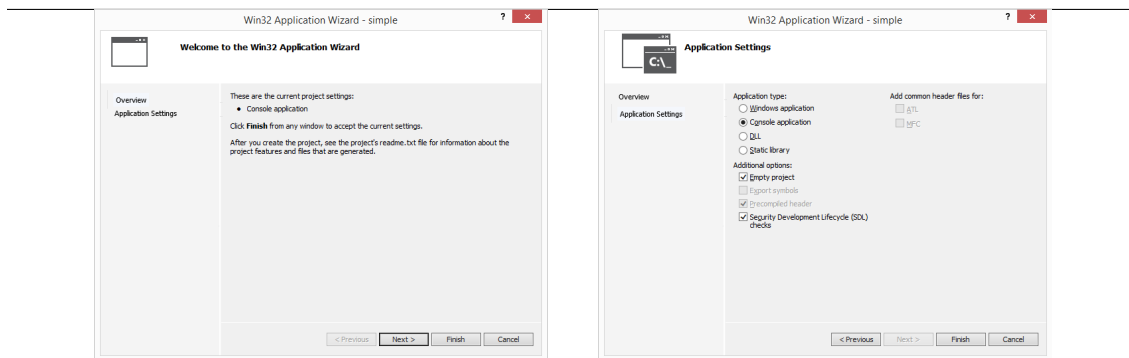 Win32 Application Wizard - simple
? ×
Welcome to the Win32 Application Wizard
Overview
Application Settings
These are the current project settings:
• Console application
Click Finish from any window to accept the current settings.
After you create the project, see the project's readme.txt file for information about the
project features and files that are generated.
< Previous
Next >
Finish
Cancel
Win32 Application Wizard - simple
? ×
C:\_
Application Settings
Overview
Application Settings
Application type:
Windows application
Console application
DLL
Static library
Additional options:
Empty project
Export symbols
Precompiled header
Security Development Lifecycle (SDL)
checks
Add common header files for:
ATL
MFC
< Previous
Next >
Finish
Cancel